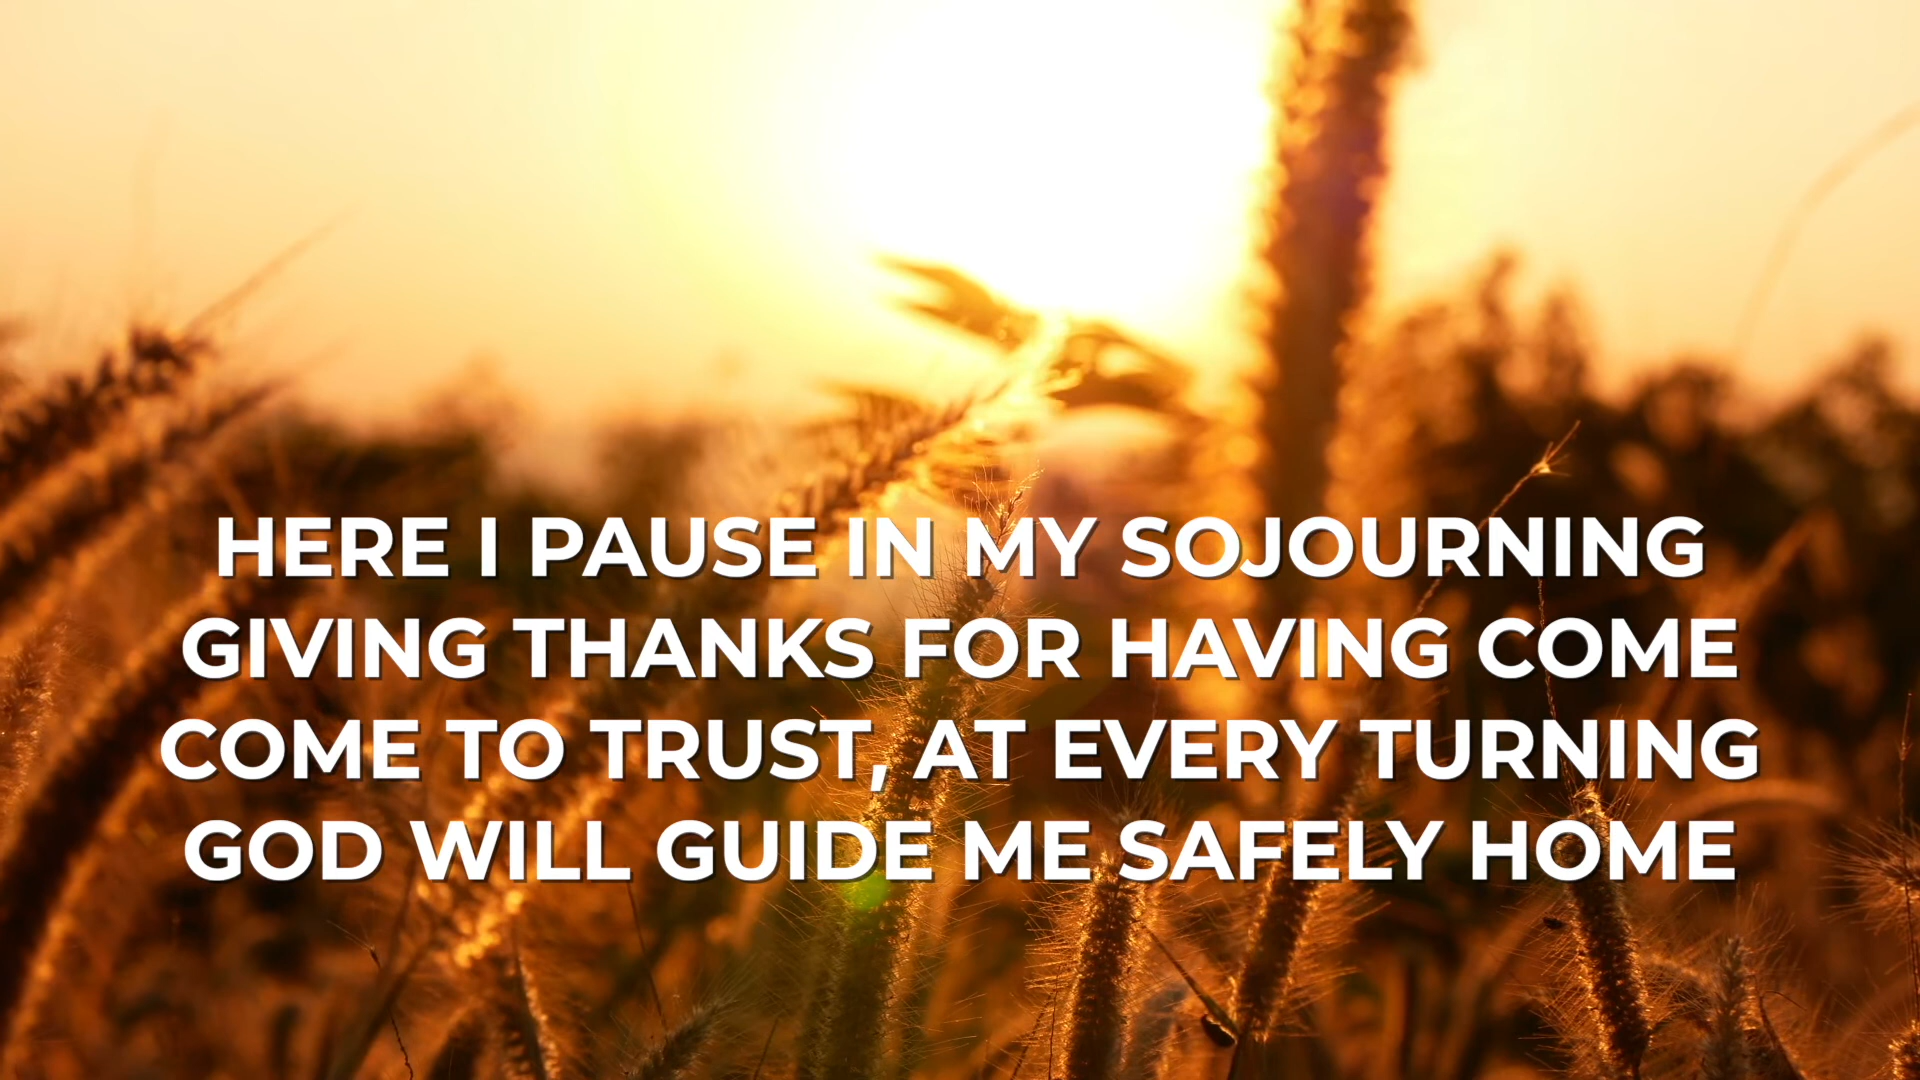 HERE I PAUSE IN MY SOJOURNING
GIVING THANKS FOR HAVING COME
COME TO TRUST, AT EVERY TURNING
GOD WILL GUIDE ME SAFELY HOME